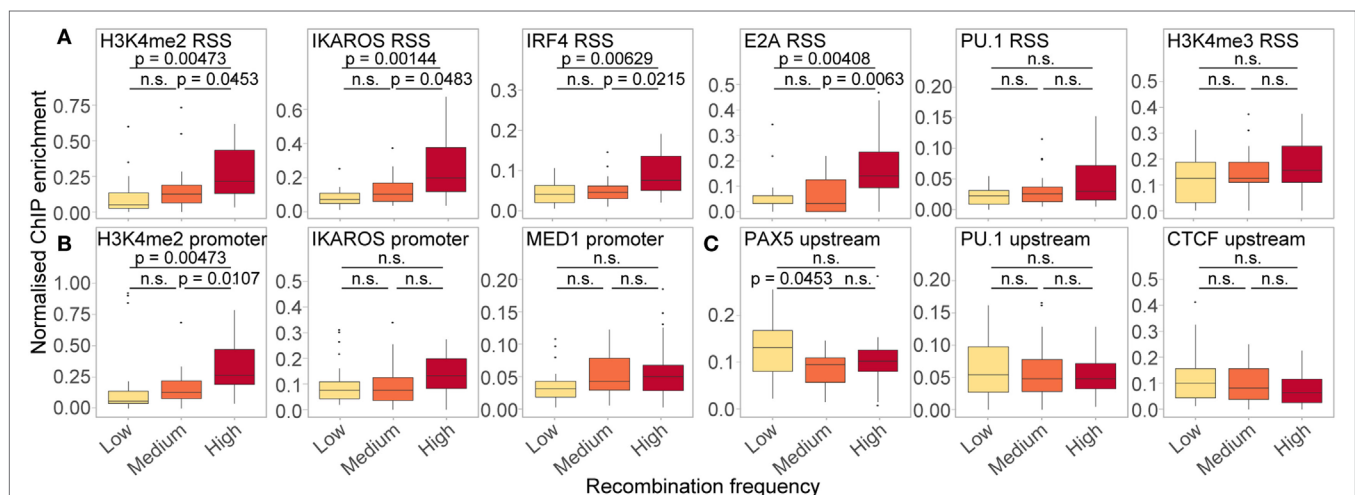 A
H3K4me2 RSS
p = 0.00473
n.s. p = 0.0453
0.75
0.50
0.25
0.00
IKAROS RSS
p = 0.00144
n.s. p = 0.0483
0.6
0.4
0.2
0.0
IRF4 RSS
p = 0.00629
n.s. p = 0.0215
0.3
0.2
0.1
0.0
E2A RSS
p = 0.00408
n.s. p = 0.0063
0.5
0.4
0.3
0.2
0.1
0.0
PU.1 RSS
n.s.
n.s. n.s.
0.20
0.15
0.10
0.05
0.00
H3K4me3 RSS
n.s.
n.s. n.s.
0.5
0.4
0.3
0.2
0.1
0.0
Normalised ChIP enrichment
B
H3K4me2 promoter
p = 0.00473
n.s. p = 0.0107
1.00
0.75
0.50
0.25
0.00
Low
Medium
High
IKAROS promoter
n.s.
n.s. n.s.
0.5
0.4
0.3
0.2
0.1
0.0
Low
Medium
High
MED1 promoter
n.s.
n.s. n.s.
0.20
0.15
0.10
0.05
0.00
Low
Medium
High
C
PAX5 upstream
n.s.
p = 0.0453 n.s.
0.2
0.1
0.0
Low
Medium
High
PU.1 upstream
n.s.
n.s. n.s.
0.20
0.15
0.10
0.05
0.00
Low
Medium
High
CTCF upstream
n.s.
n.s. n.s.
0.5
0.4
0.3
0.2
0.1
0.0
Low
Medium
High
Recombination frequency